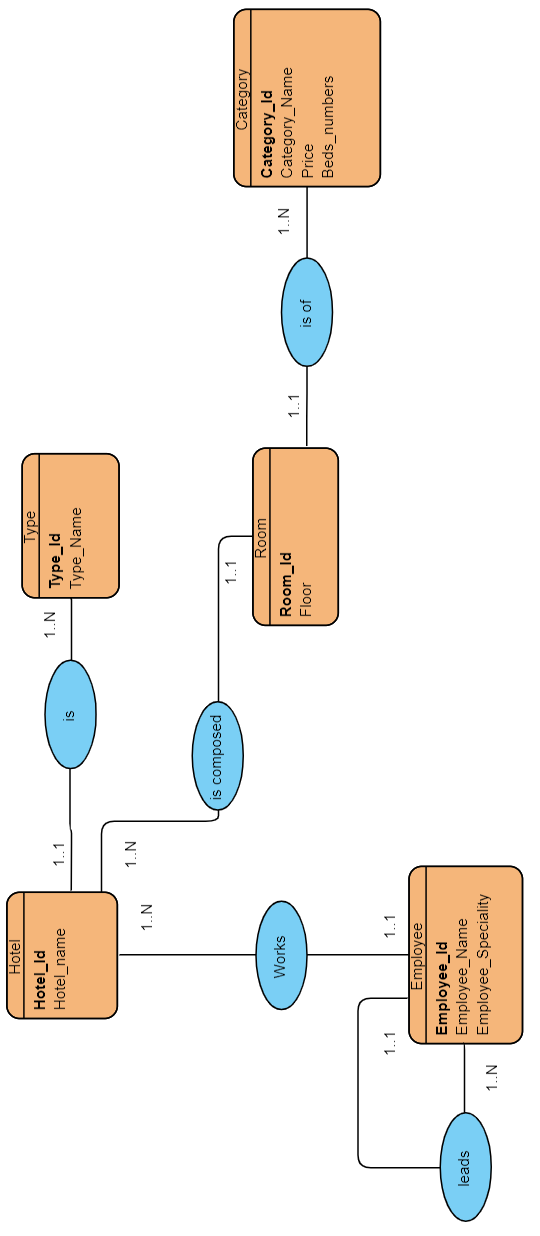 Type
Type_Id
Type_Name
1..N
is
1..1
Hotel
Hotel_Id
Hotel_name
1..N
is composed
1..1
Room
Room_Id
Floor
1..1
is of
1..N
Category
Category_Id
Category_Name
Price
Beds_numbers
1..N
Works
1..1
Employee
Employee_Id
Employee_Name
Employee_Speciality
1..1
1..N
leads